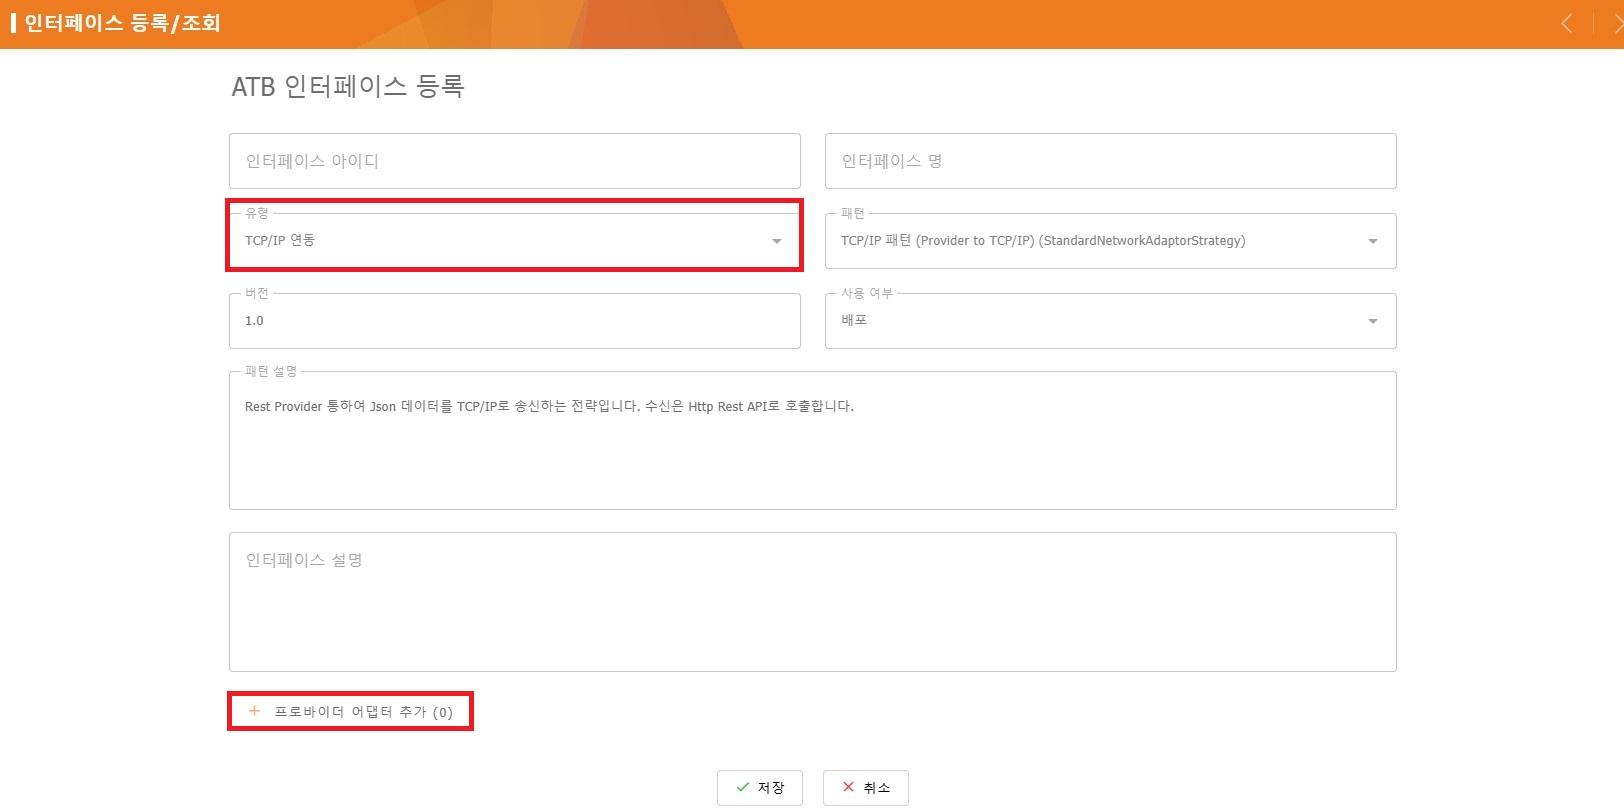 인터페이스 등록/조회
ATB 인터페이스 등록
인터페이스 아이디
인터페이스 명
유형
TCP/IP 연동
패턴
TCP/IP 패턴 (Provider to TCP/IP) (StandardNetworkAdaptorStrategy)
버전
1.0
사용 여부
배포
패턴 설명
Rest Provider 통하여 Json 데이터를 TCP/IP로 송신하는 전략입니다. 수신은 Http Rest API로 호출합니다.
인터페이스 설명
+ 프로바이더 어댑터 추가 (0)
저장
취소